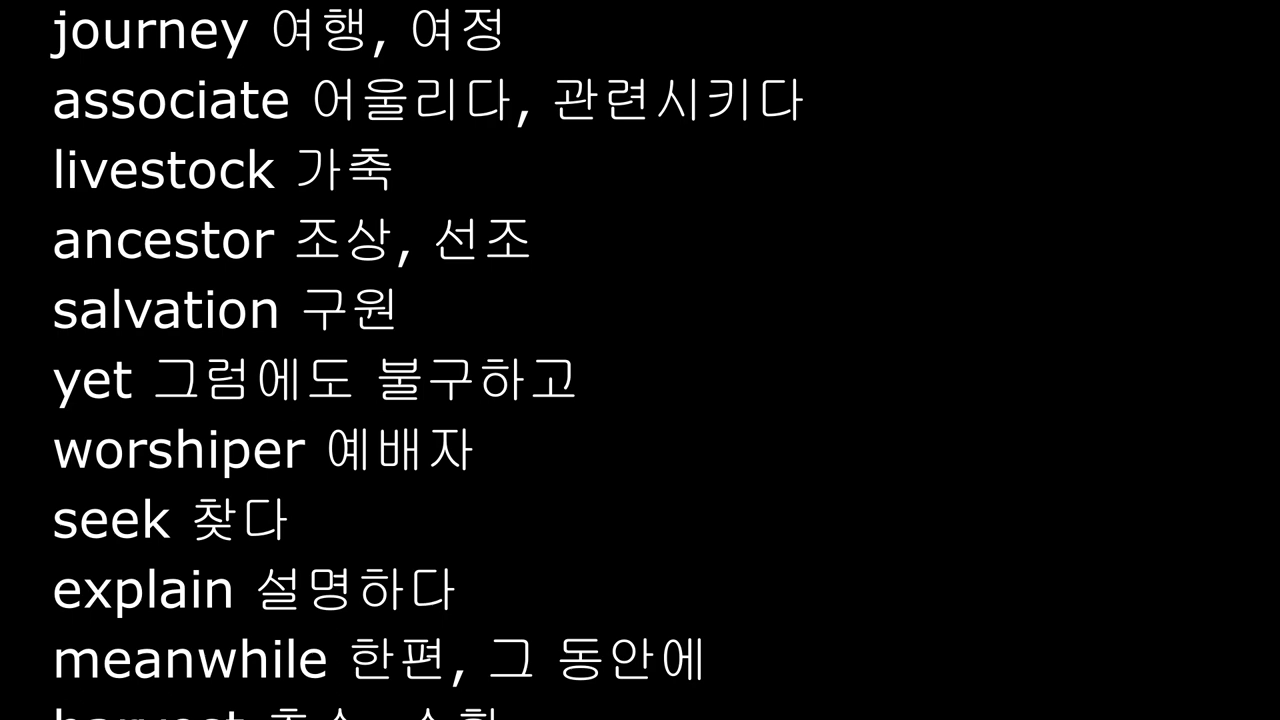 journey 여행, 여정
associate 어울리다, 관련시키다
livestock 가축
ancestor 조상, 선조
salvation 구원
yet 그럼에도 불구하고
worshiper 예배자
seek 찾다
explain 설명하다
meanwhile 한편, 그 동안에
harvest